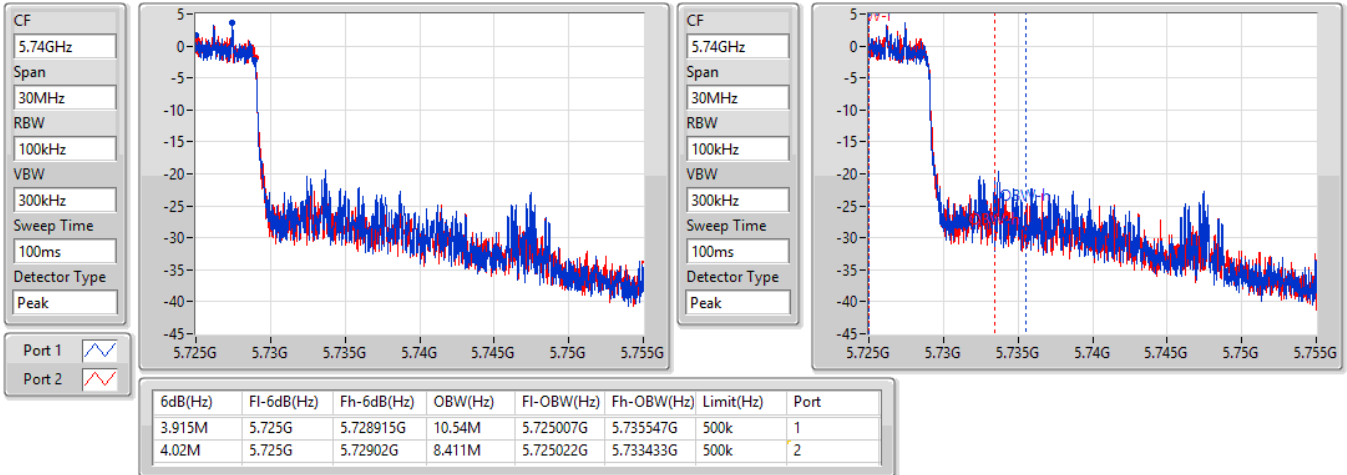 CF
5.74GHz
Span
30MHz
RBW
100kHz
VBW
300kHz
Sweep Time
100ms
Detector Type
Peak
Port 1
Port 2
5
0
-5
-10
-15
-20
-25
-30
-35
-40
-45
5.725G 5.73G 5.735G 5.74G 5.745G 5.75G 5.755G
CF
5.74GHz
Span
30MHz
RBW
100kHz
VBW
300kHz
Sweep Time
100ms
Detector Type
Peak
5
0
-5
-10
-15
-20
-25
-30
-35
-40
-45
OBW-h
5.725G 5.73G 5.735G 5.74G 5.745G 5.75G 5.755G
6dB(Hz) Fl-6dB(Hz) Fh-6dB(Hz) OBW(Hz) Fl-OBW(Hz) Fh-OBW(Hz) Limit(Hz) Port
3.915M 5.725G 5.728915G 10.54M 5.725007G 5.735547G 500k 1
4.02M 5.725G 5.72902G 8.411M 5.725022G 5.733433G 500k 2